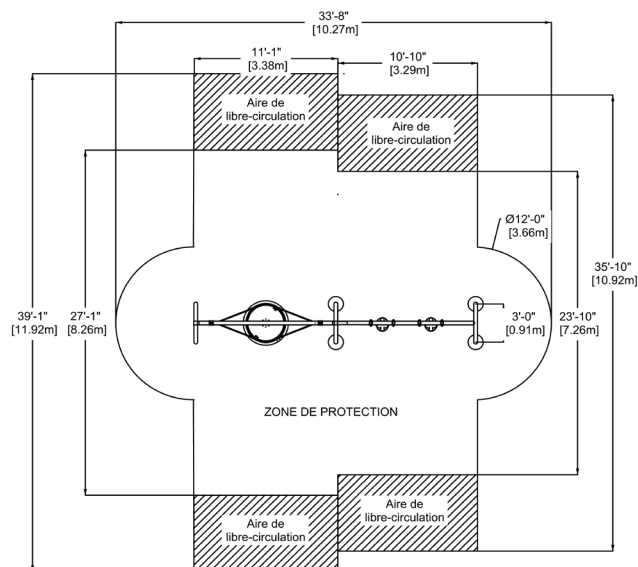 33'-8"
[10.27m]
11'-1"
[3.38m]
10'-10"
[3.29m]
Aire de
libre-circulation
Aire de
libre-circulation
Ø12'-0"
[3.66m]
35'-10"
[10.92m]
39'-1"
[11.92m]
27'-1"
[8.26m]
3'-0"
[0.91m]
23'-10"
[7.26m]
ZONE DE PROTECTION
Aire de
libre-circulation
Aire de
libre-circulation